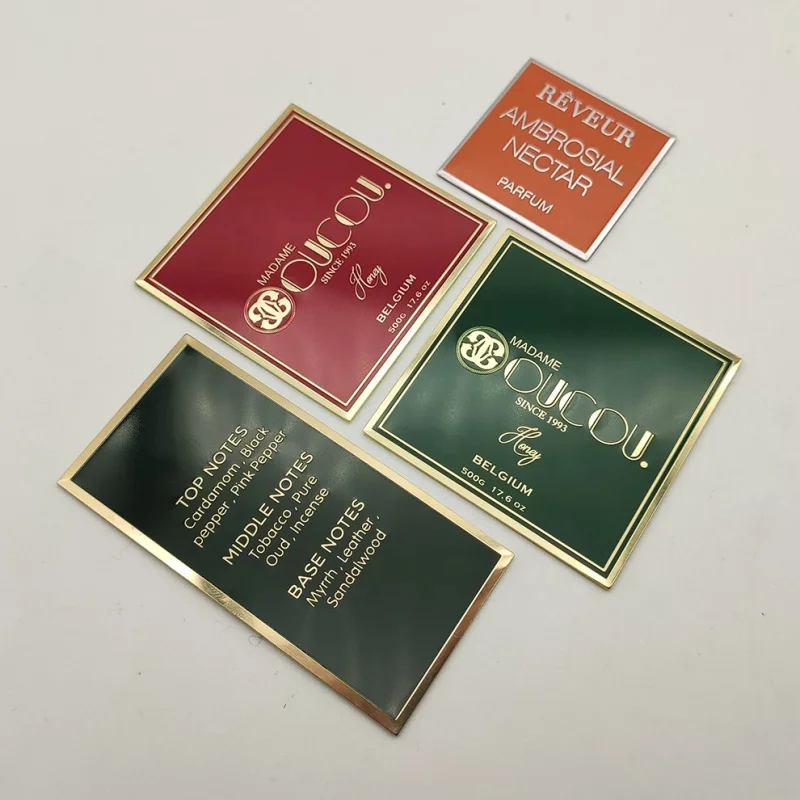 RÊVEUR
AMBROSIAL
NECTAR
PARFUM
MADAME
OUCOU.
SINCE 1993
Honey
BELGIUM
500G 17.6 oz
MADAME
OUCOU.
SINCE 1993
Honey
BELGIUM
500G 17.6 oz
TOP NOTES
Cardamom, Black
pepper, Pink Pepper
MIDDLE NOTES
Tobacco, Pure
Oud, Incense
BASE NOTES
Myrrh, Leather,
Sandalwood